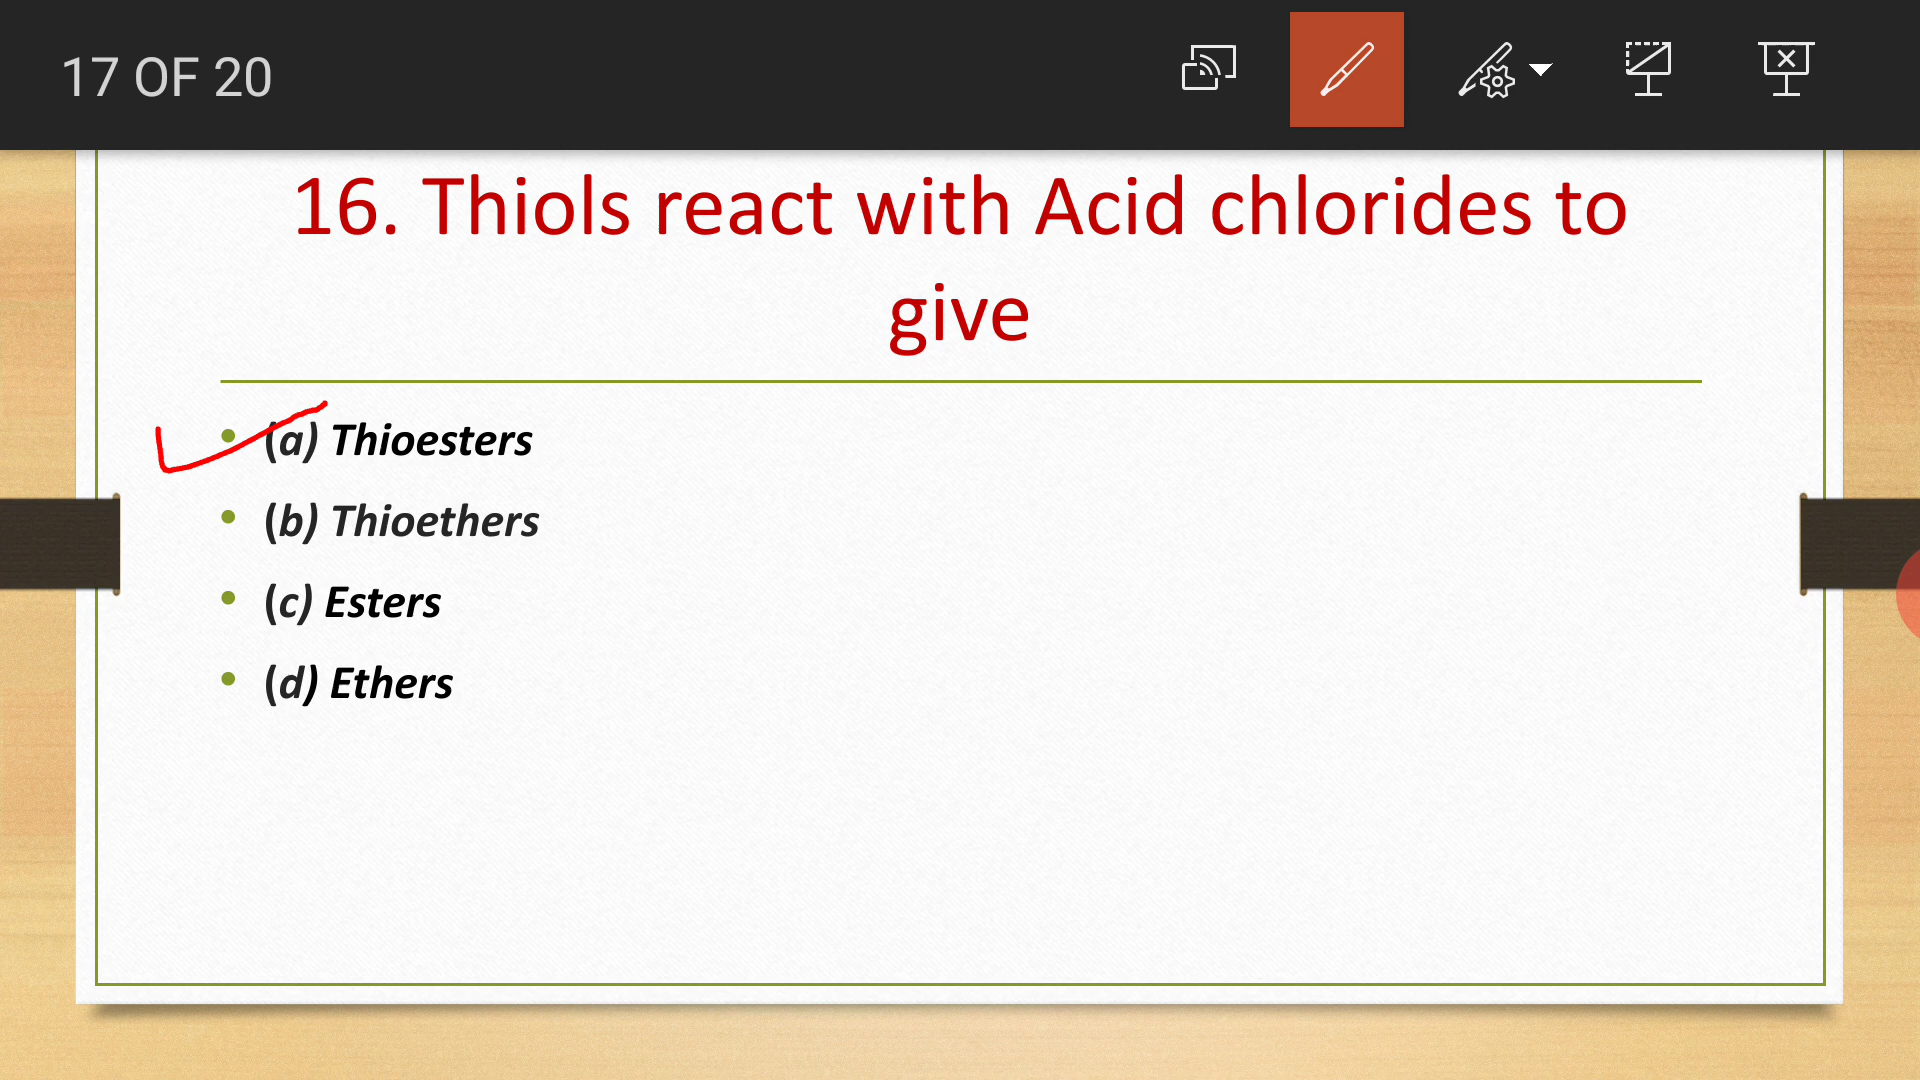 17 OF 20
16. Thiols react with Acid chlorides to
give
(a) Thioesters
(b) Thioethers
(c) Esters
(d) Ethers